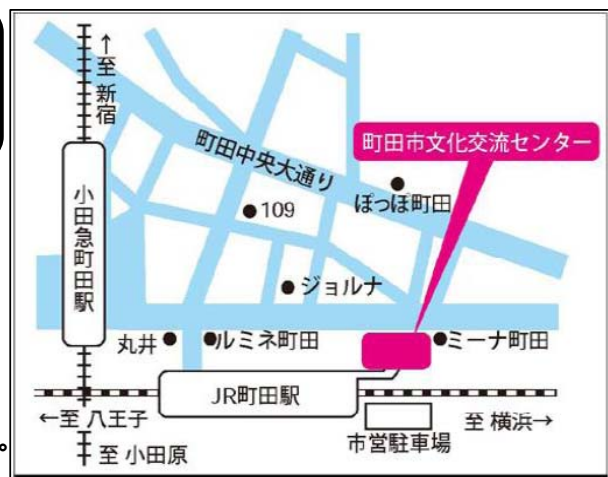 ←至 新宿
町田中央大通り
町田市文化交流センター
ぽっぽ町田
109
小田急町田駅
ジョルナ
丸井
ルミネ町田
ミーナ町田
JR町田駅
←至 八王子
市営駐車場
至 横浜→
至 小田原
。